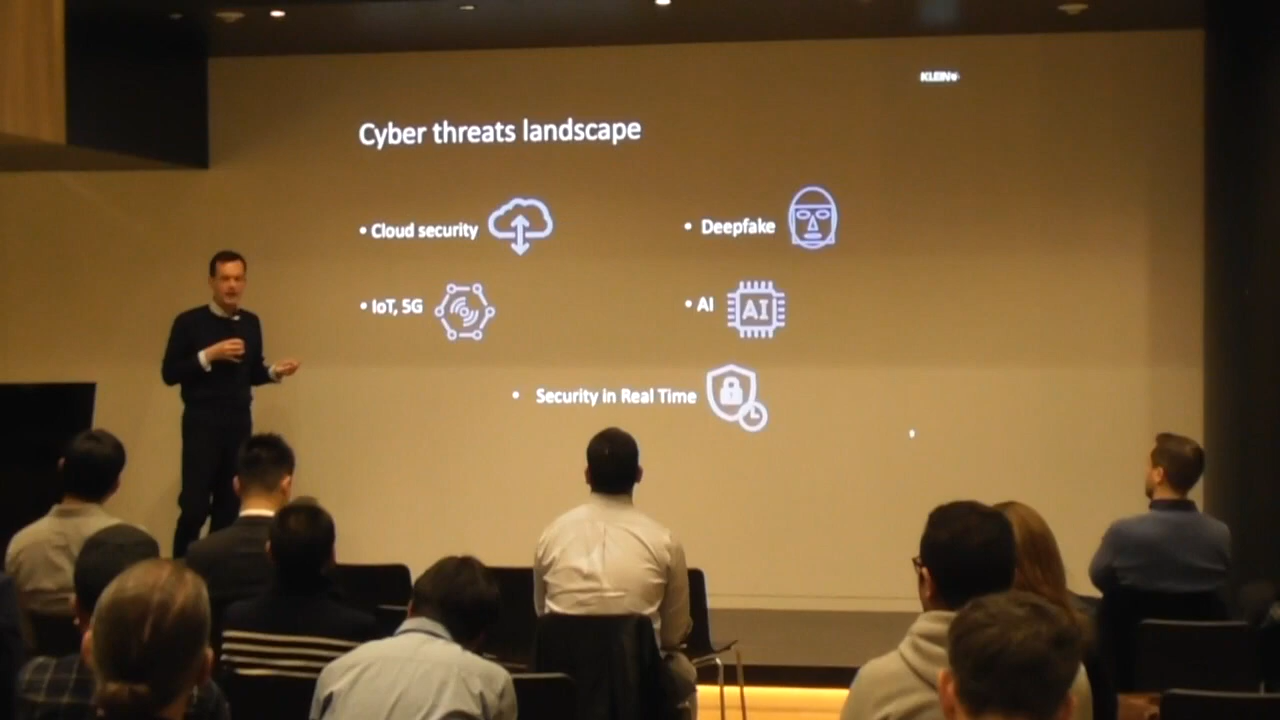 KLEIN
Cyber threats landscape
• Cloud security
• Deepfake
• IoT, 5G
• AI
AI
• Security in Real Time